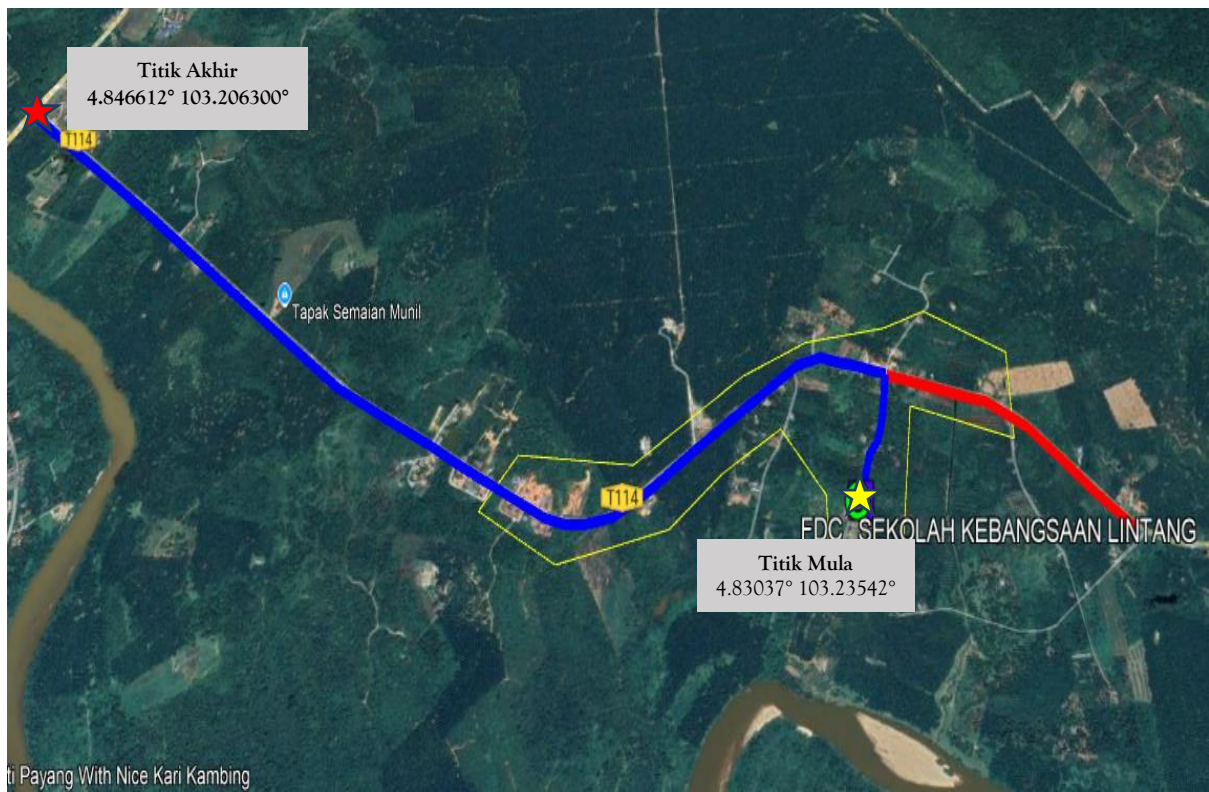 Titik Akhir
4.846612° 103.206300°
T114
Tapak Semaian Munil
T114
FDC SEKOLAH KEBANGSAAN LINTANG
Titik Mula
4.83037° 103.23542°
ti Payang With Nice Kari Kambing